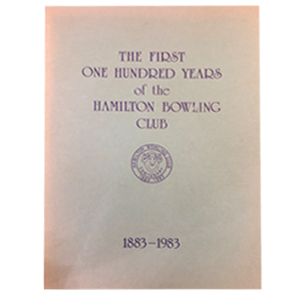 THE FIRST
ONE HUNDRED YEARS
of the
HAMILTON BOWLING
CLUB
1883–1983